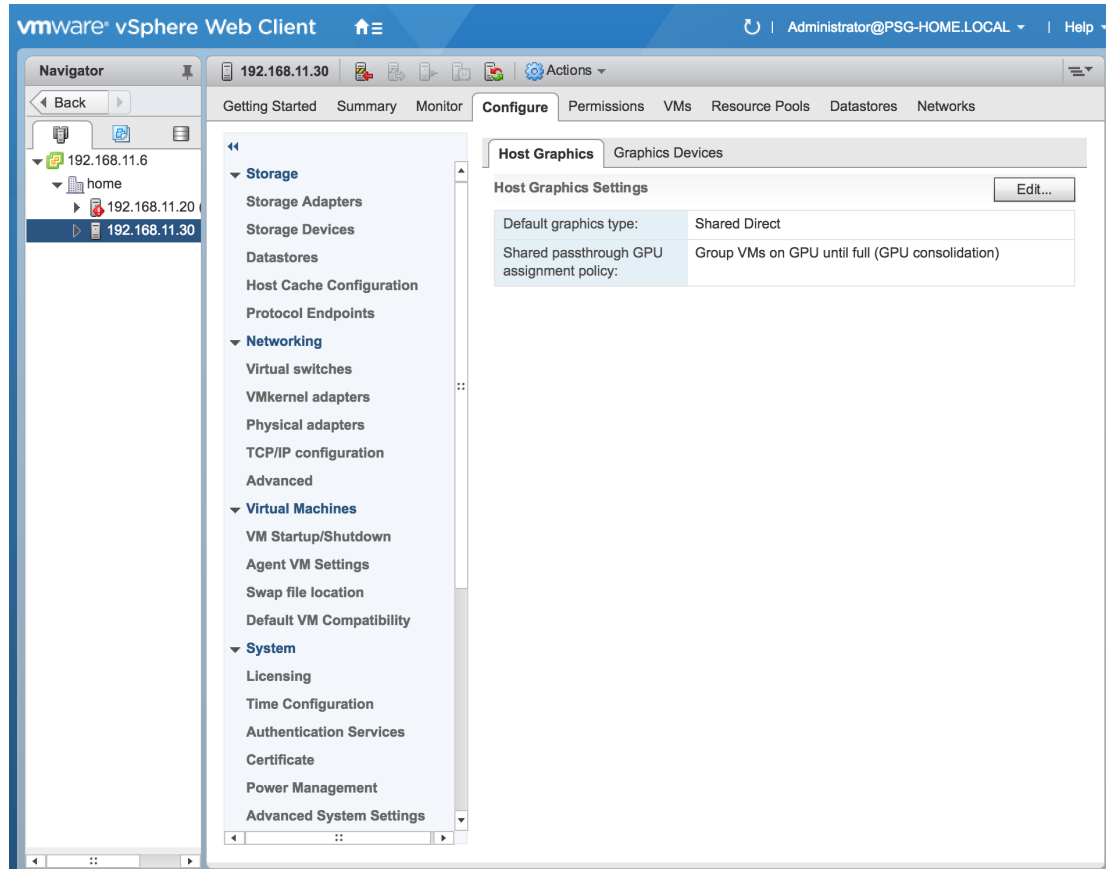 vmware® vSphere Web Client
Administrator@PSG-HOME.LOCAL
Help
Navigator
Back
192.168.11.6
home
192.168.11.20 (
192.168.11.30
192.168.11.30
Actions
Getting Started Summary Monitor Configure Permissions VMs Resource Pools Datastores Networks
Storage
Storage Adapters
Storage Devices
Datastores
Host Cache Configuration
Protocol Endpoints
Networking
Virtual switches
VMkernel adapters
Physical adapters
TCP/IP configuration
Advanced
Virtual Machines
VM Startup/Shutdown
Agent VM Settings
Swap file location
Default VM Compatibility
System
Licensing
Time Configuration
Authentication Services
Certificate
Power Management
Advanced System Settings
Host Graphics Graphics Devices
Host Graphics Settings
Edit...
Default graphics type: Shared Direct
Shared passthrough GPU Group VMs on GPU until full (GPU consolidation)
assignment policy: